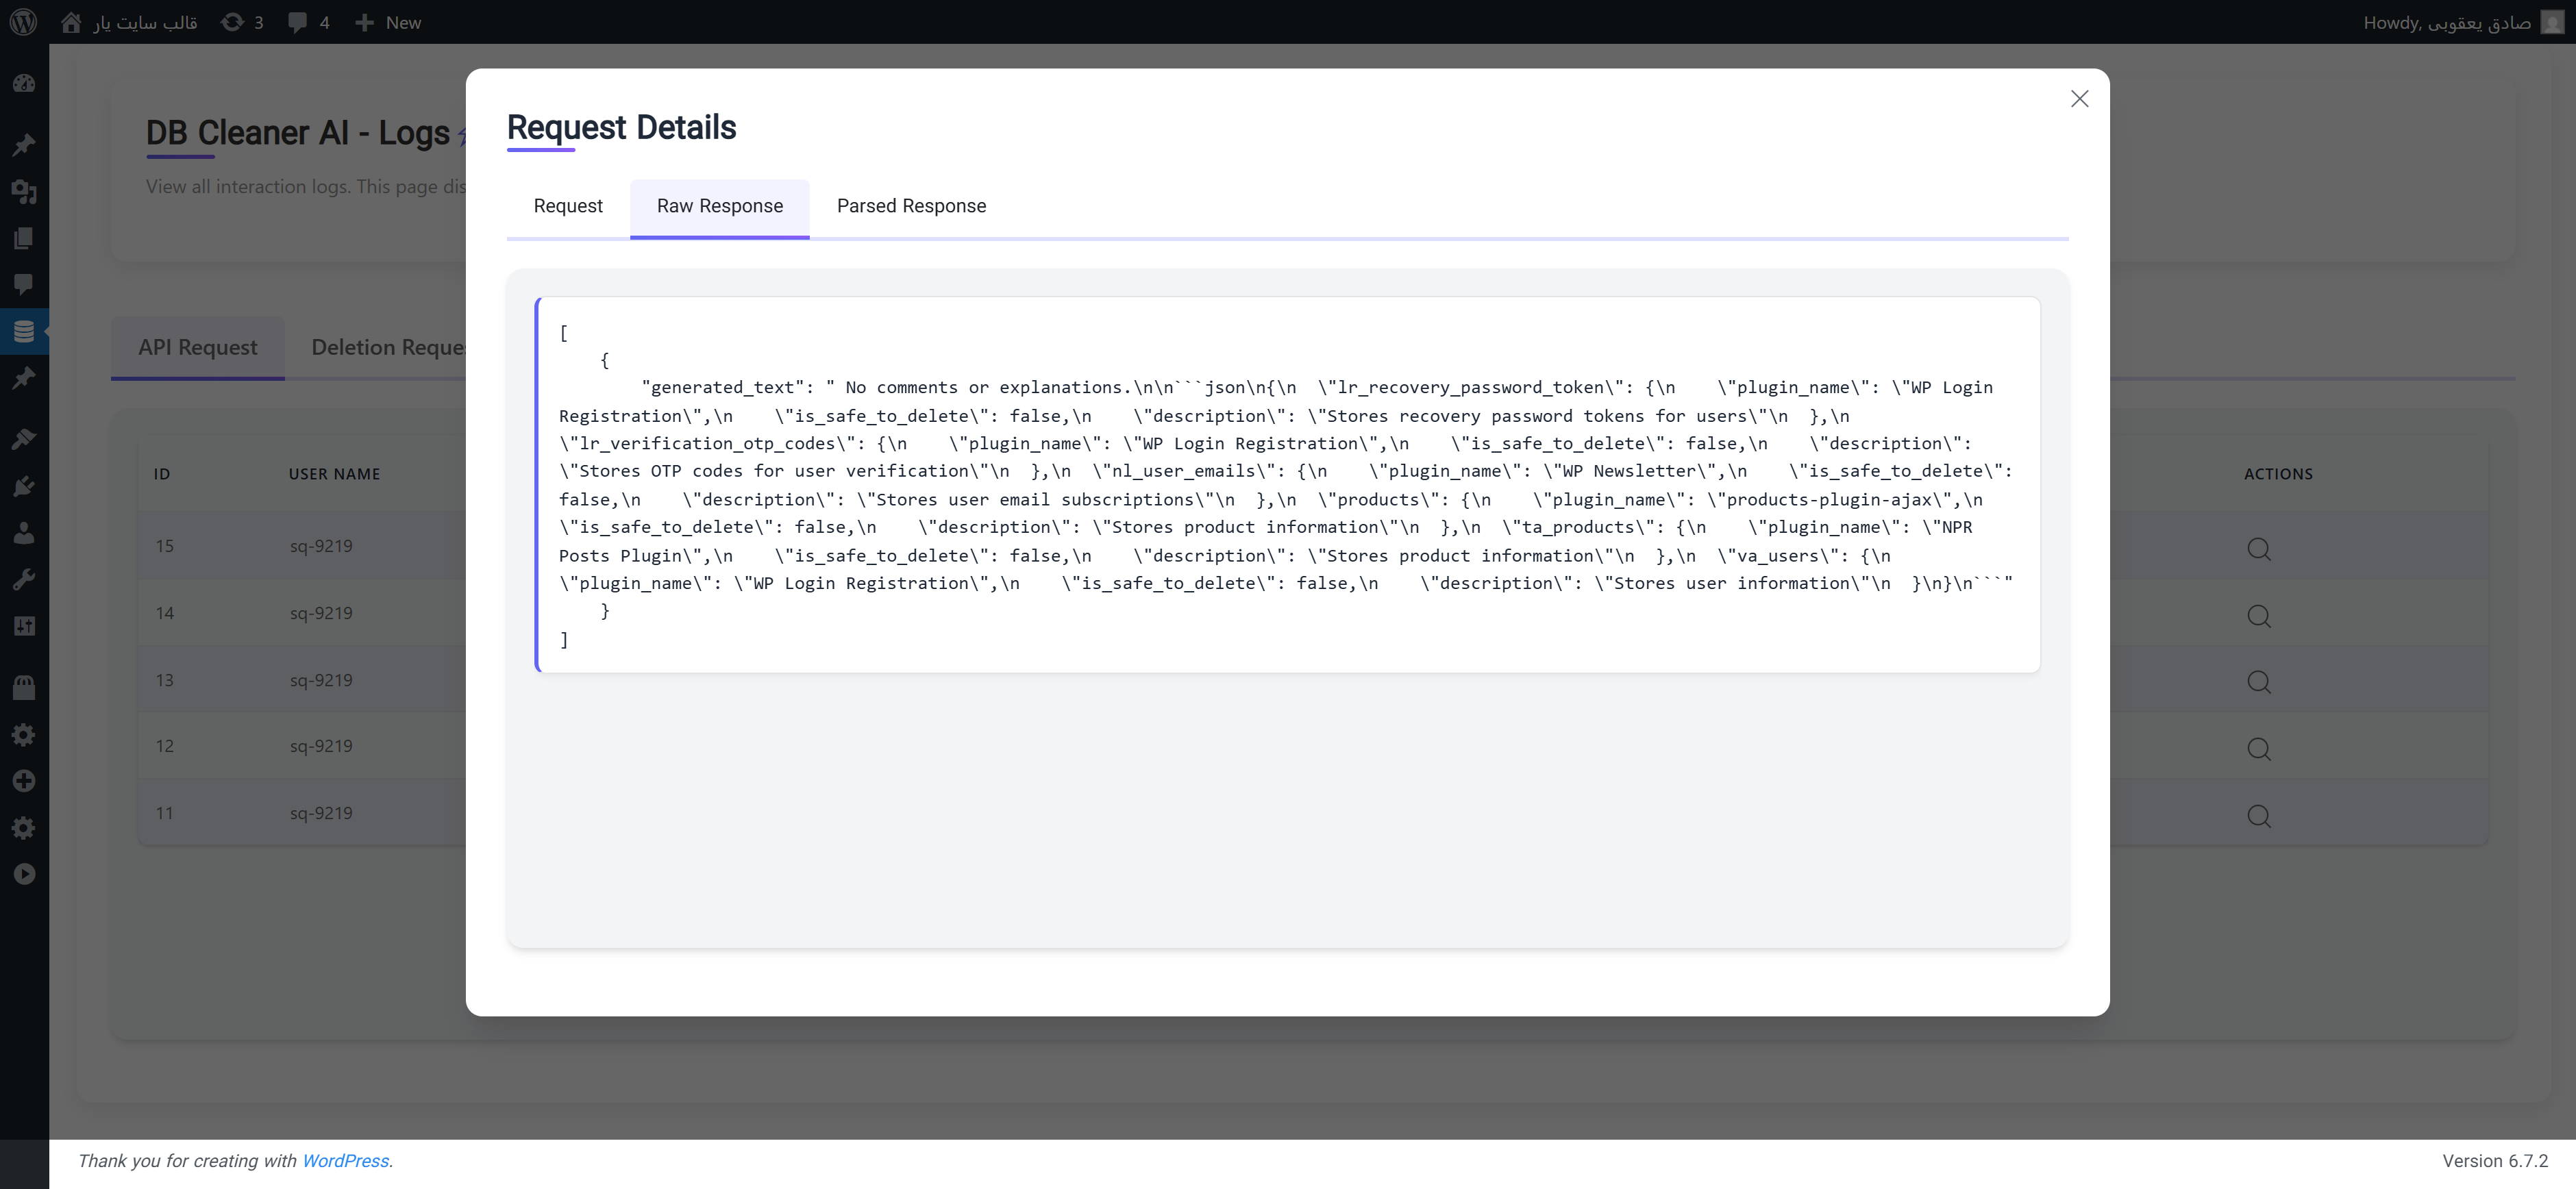 قالب سایت یار 3 4 New Howdy, صادق یعقوبی
DB Cleaner AI - Logs
View all interaction logs. This page dis
API Request Deletion Reque
ID USER NAME ACTIONS
15 sq-9219
14 sq-9219
13 sq-9219
12 sq-9219
11 sq-9219
Request Details
Request Raw Response Parsed Response
[
{
"generated_text": " No comments or explanations.\n\n```json\n{\n  \"lr_recovery_password_token\": {\n    \"plugin_name\": \"WP Login
Registration\",\n    \"is_safe_to_delete\": false,\n    \"description\": \"Stores recovery password tokens for users\"\n  },\n
\"lr_verification_otp_codes\": {\n    \"plugin_name\": \"WP Login Registration\",\n    \"is_safe_to_delete\": false,\n    \"description\":
\"Stores OTP codes for user verification\"\n  },\n  \"nl_user_emails\": {\n    \"plugin_name\": \"WP Newsletter\",\n    \"is_safe_to_delete\":
false,\n    \"description\": \"Stores user email subscriptions\"\n  },\n  \"products\": {\n    \"plugin_name\": \"products-plugin-ajax\",\n
\"is_safe_to_delete\": false,\n    \"description\": \"Stores product information\"\n  },\n  \"ta_products\": {\n    \"plugin_name\": \"NPR
Posts Plugin\",\n    \"is_safe_to_delete\": false,\n    \"description\": \"Stores product information\"\n  },\n  \"va_users\": {\n
\"plugin_name\": \"WP Login Registration\",\n    \"is_safe_to_delete\": false,\n    \"description\": \"Stores user information\"\n  }\n}\n```"
}
]
Thank you for creating with WordPress. Version 6.7.2